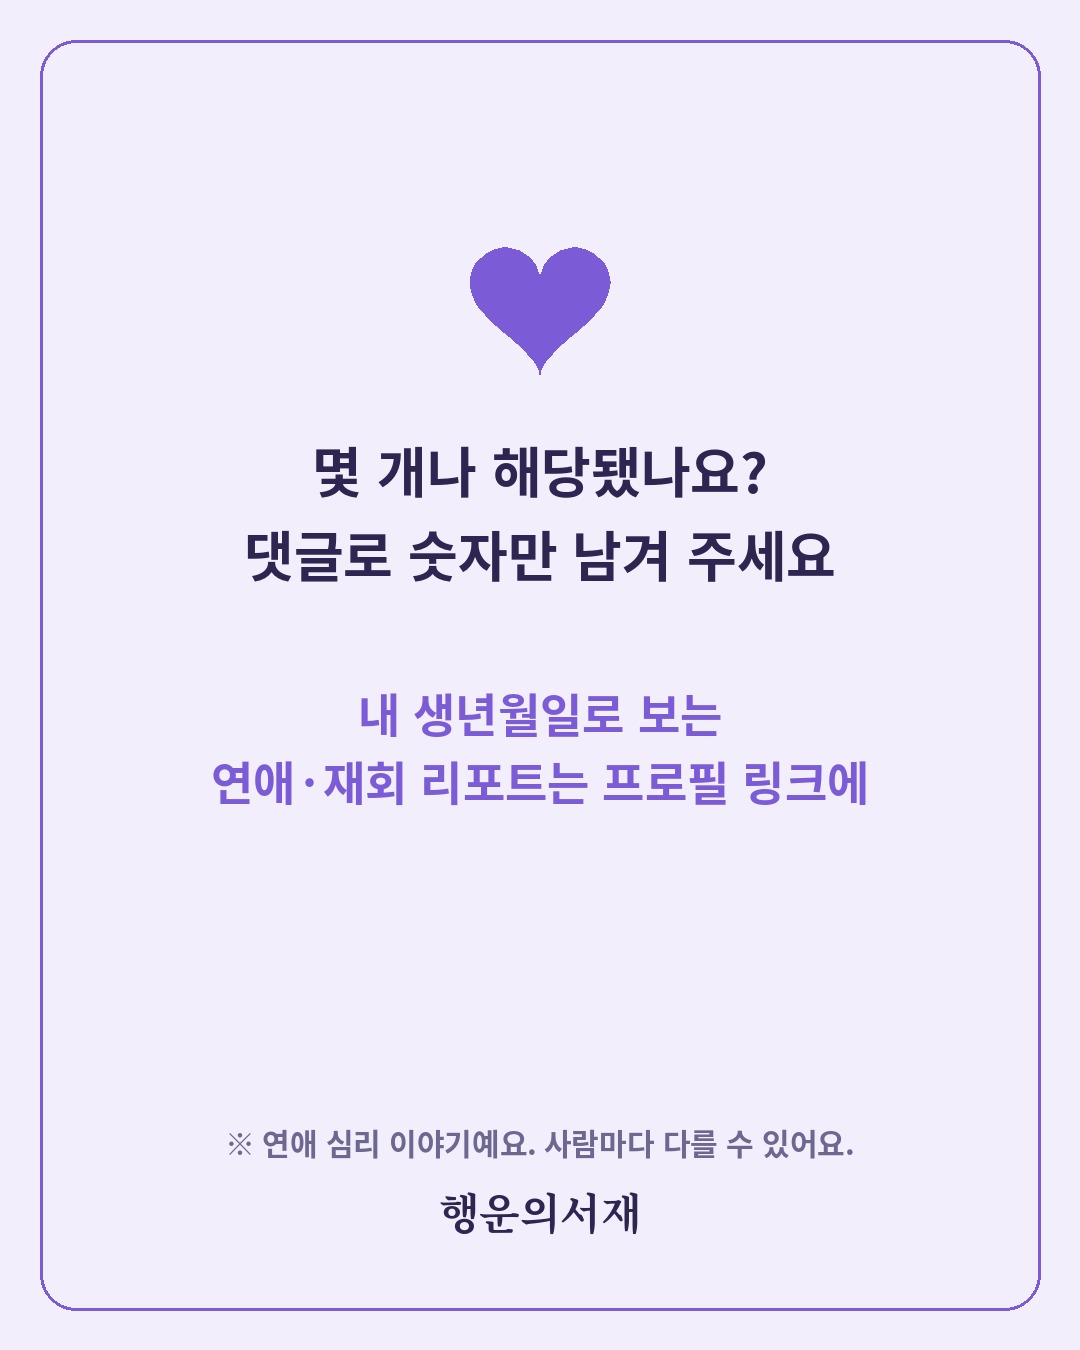 몇 개나 해당됐나요?
댓글로 숫자만 남겨 주세요
내 생년월일로 보는
연애·재회 리포트는 프로필 링크에
※ 연애 심리 이야기예요. 사람마다 다를 수 있어요.
행운의서재